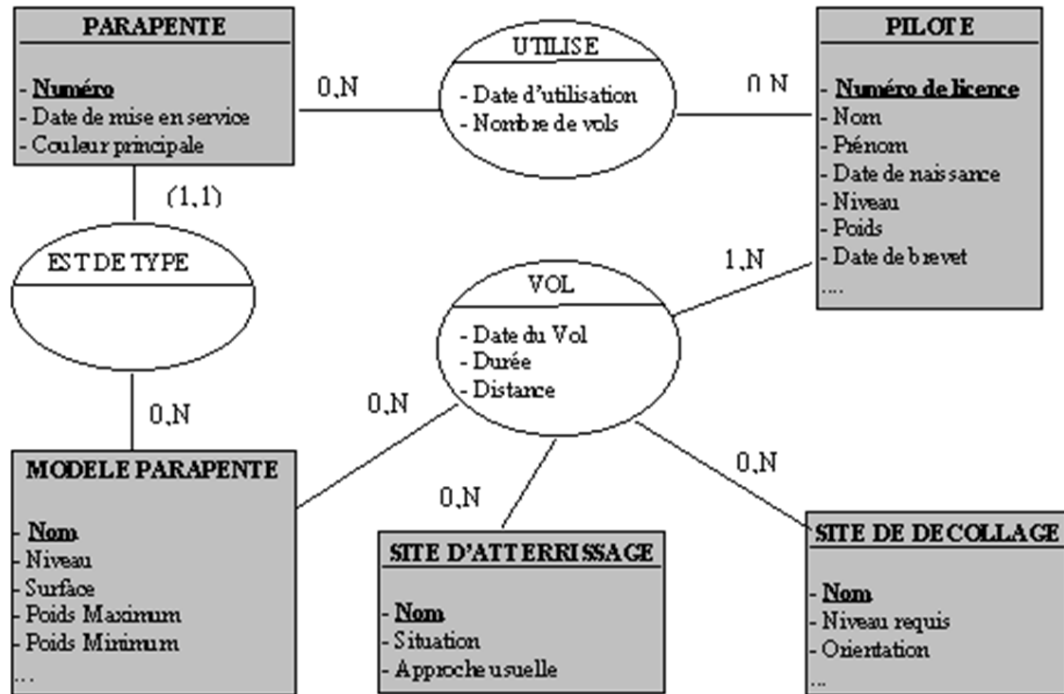 PARAPENTE
- Numéro
- Date de mise en service
- Couleur principale
0,N
UTILISE
- Date d'utilisation
- Nombre de vols
0 N
PILOTE
- Numéro de licence
- Nom
- Prénom
- Date de naissance
- Niveau
- Poids
- Date de brevet
....
(1,1)
EST DE TYPE
0,N
VOL
- Date du Vol
- Durée
- Distance
1,N
0,N
0,N
0,N
MODELE PARAPENTE
- Nom
- Niveau
- Surface
- Poids Maximum
- Poids Minimum
...
SITE D'ATTERRISSAGE
- Nom
- Situation
- Approche usuelle
SITE DE DECOLLAGE
- Nom
- Niveau requis
- Orientation
...